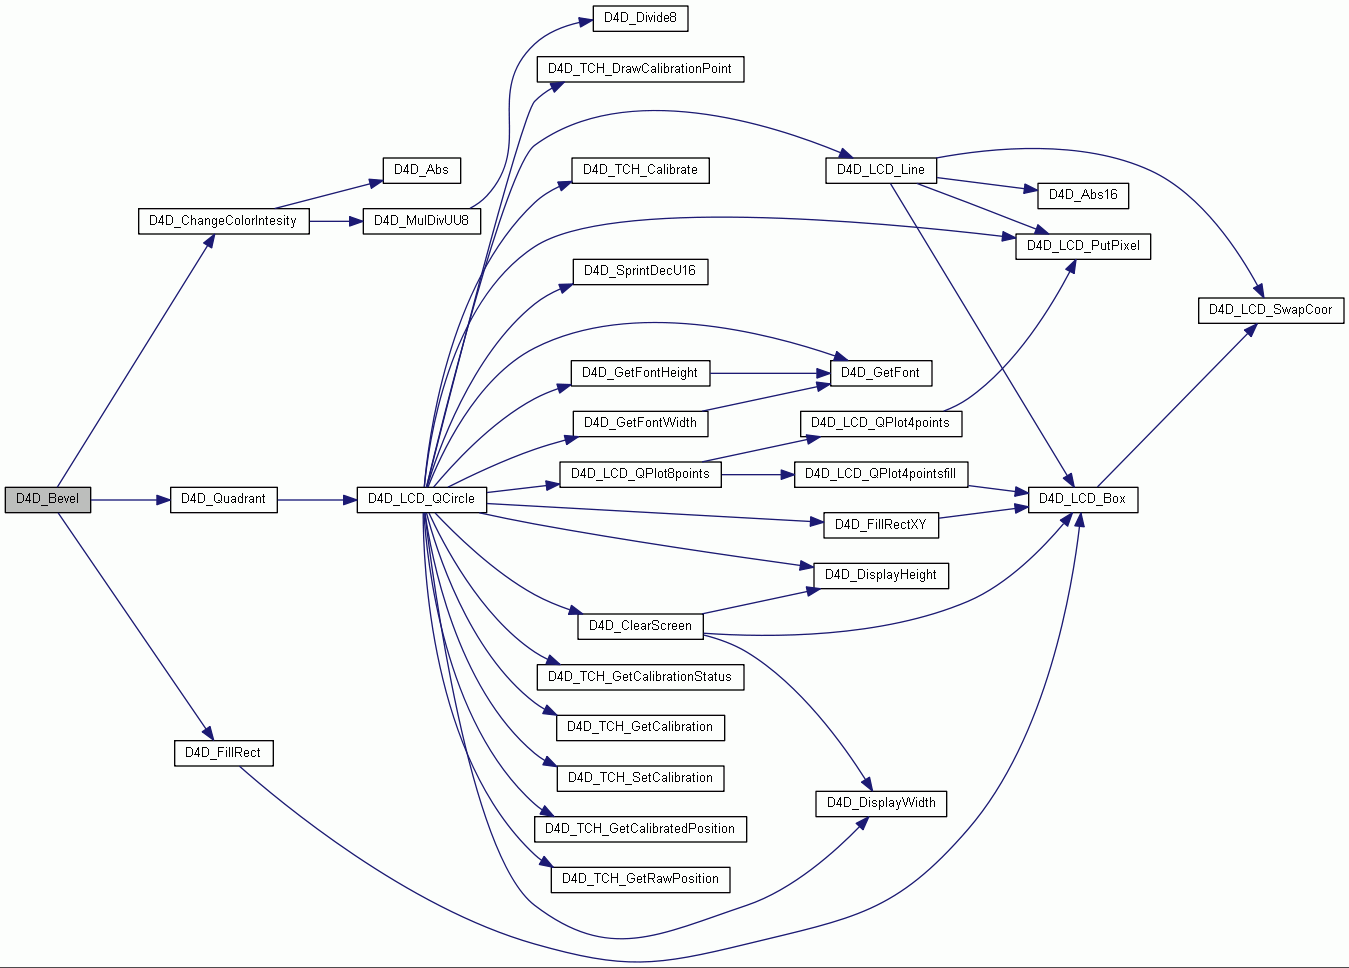 D4D_Divide8
D4D_TCH_DrawCalibrationPoint
D4D_Abs
D4D_TCH_Calibrate
D4D_LCD_Line
D4D_Abs16
D4D_ChangeColorIntesity
D4D_MulDivUU8
D4D_LCD_PutPixel
D4D_SprintDecU16
D4D_LCD_SwapCoor
D4D_GetFontHeight
D4D_GetFont
D4D_GetFontWidth
D4D_LCD_QPlot4points
D4D_LCD_QPlot8points
D4D_LCD_QPlot4pointsfill
D4D_Bevel
D4D_Quadrant
D4D_LCD_QCircle
D4D_LCD_Box
D4D_FillRectXY
D4D_DisplayHeight
D4D_ClearScreen
D4D_TCH_GetCalibrationStatus
D4D_TCH_GetCalibration
D4D_FillRect
D4D_TCH_SetCalibration
D4D_DisplayWidth
D4D_TCH_GetCalibratedPosition
D4D_TCH_GetRawPosition